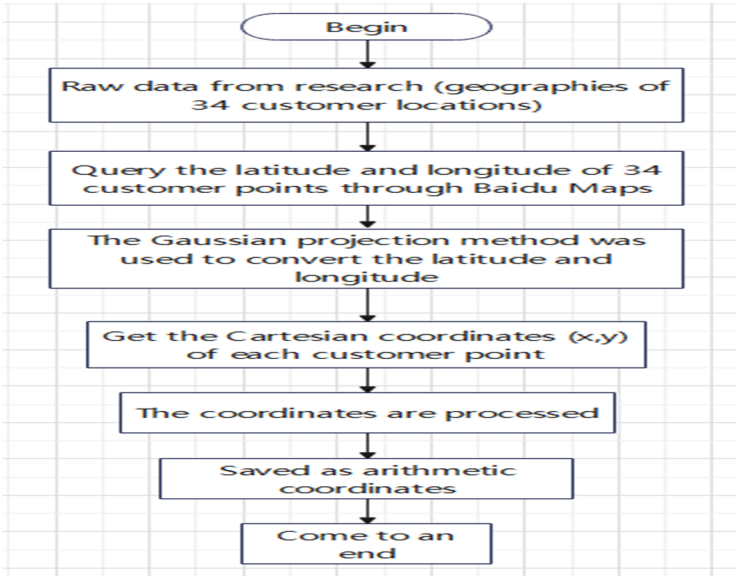 Begin
Raw data from research (geographies of
34 customer locations)
Query the latitude and longitude of 34
customer points through Baidu Maps
The Gaussian projection method was
used to convert the latitude and
longitude
Get the Cartesian coordinates (x,y)
of each customer point
The coordinates are processed
Saved as arithmetic
coordinates
Come to an
end